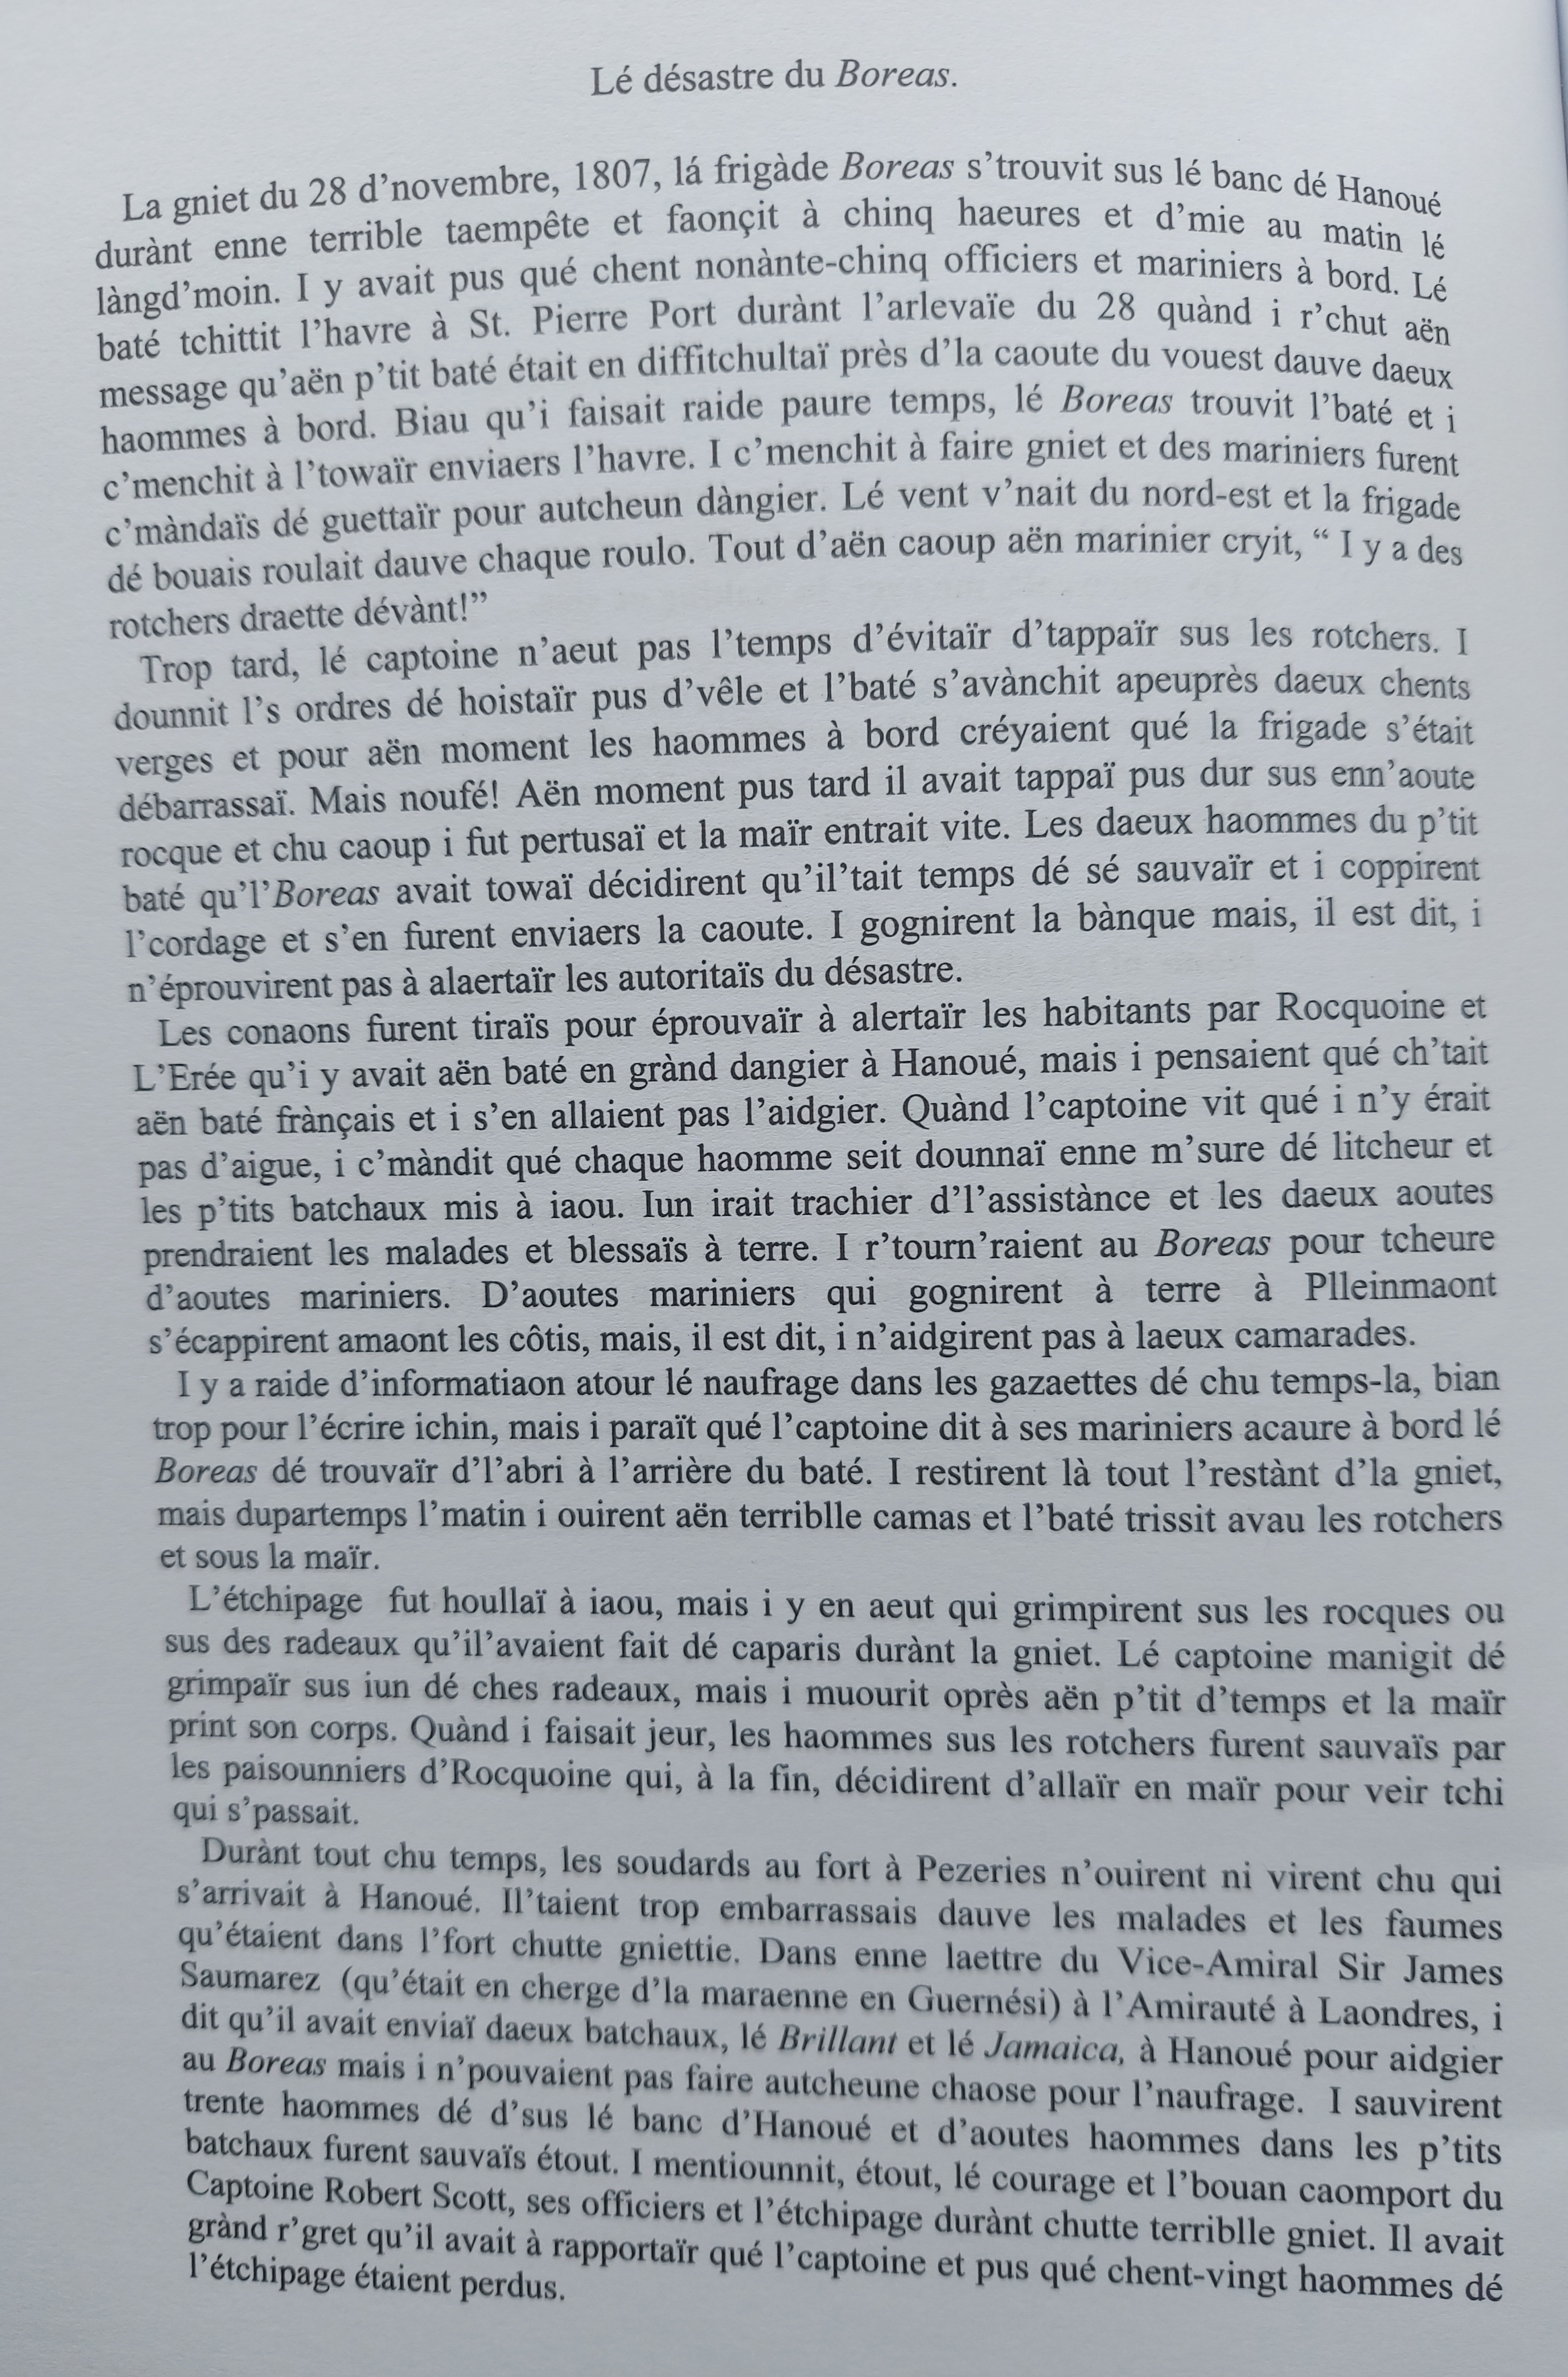 Lé désastre du Boreas.
La gniet du 28 d'novembre, 1807, lá frigàde Boreas s'trouvit sus lé banc dé Hanoué
durànt enne terrible taempête et faonçit à chinq haeures et d'mie au matin lé
làngd'moin. I y avait pus qué chent nonànte-chinq officiers et mariniers à bord. Lé
baté tchittit l'havre à St. Pierre Port durànt l'arlevaïe du 28 quànd i r'chut aën
message qu'aën p'tit baté était en diffitchultaï près d'la caoute du vouest dauve daeux
haommes à bord. Biau qu'i faisait raide paure temps, lé Boreas trouvit l'baté et i
c'menchit à l'towaïr enviaers l'havre. I c'menchit à faire gniet et des mariniers furent
c'màndaïs dé guettaïr pour autcheun dàngier. Lé vent v'nait du nord-est et la frigade
dé bouais roulait dauve chaque roulo. Tout d'aën caoup aën marinier cryit, “ I y a des
rotchers draette dévànt!”
Trop tard, lé captoine n'aeut pas l'temps d'évitaïr d'tappaïr sus les rotchers. I
dounnit l's ordres dé hoistaïr pus d'vêle et l'baté s'avànchit apeuprès daeux chents
verges et pour aën moment les haommes à bord créyaient qué la frigade s'était
débarrassaï. Mais noufé! Aën moment pus tard il avait tappaï pus dur sus enn'aoute
rocque et chu caoup i fut pertusaï et la maïr entrait vite. Les daeux haommes du p'tit
baté qu'l'Boreas avait towaï décidirent qu'il'tait temps dé sé sauvaïr et i coppirent
l'cordage et s'en furent enviaers la caoute. I gognirent la bànque mais, il est dit, i
n'éprouvirent pas à alaertaïr les autoritaïs du désastre.
Les conaons furent tiraïs pour éprouvaïr à alertaïr les habitants par Rocquoine et
L'Erée qu'i y avait aën baté en grànd dangier à Hanoué, mais i pensaient qué ch'tait
aën baté frànçais et i s'en allaient pas l'aidgier. Quànd l'captoine vit qué i n'y érait
pas d'aigue, i c'màndit qué chaque haomme seit dounnaï enne m'sure dé litcheur et
les p'tits batchaux mis à iaou. Iun irait trachier d'l'assistànce et les daeux aoutes
prendraient les malades et blessaïs à terre. I r'tourn'raient au Boreas pour tcheure
d'aoutes mariniers. D'aoutes mariniers qui gognirent à terre à Plleinmaont
s'écappirent amaont les côtis, mais, il est dit, i n'aidgirent pas à laeux camarades.
I y a raide d'informatiaon atour lé naufrage dans les gazaettes dé chu temps-la, bian
trop pour l'écrire ichin, mais i paraït qué l'captoine dit à ses mariniers acaure à bord lé
Boreas dé trouvaïr d'l'abri à l'arrière du baté. I restirent là tout l'restànt d'la gniet,
mais dupartemps l'matin i ouirent aën terriblle camas et l'baté trissit avau les rotchers
et sous la maïr.
L'étchipage fut houllaï à iaou, mais i y en aeut qui grimpirent sus les rocques ou
sus des radeaux qu'il'avaient fait dé caparis durànt la gniet. Lé captoine manigit dé
grimpaïr sus iun dé ches radeaux, mais i muourit oprès aën p'tit d'temps et la maïr
print son corps. Quànd i faisait jeur, les haommes sus les rotchers furent sauvaïs par
les paisounniers d'Rocquoine qui, à la fin, décidirent d'allaïr en maïr pour veir tchi
qui s'passait.
Durànt tout chu temps, les soudards au fort à Pezeries n'ouirent ni virent chu qui
s'arrivait à Hanoué. Il'taient trop embarrassais dauve les malades et les faumes
qu'étaient dans l'fort chutte gniettie. Dans enne laettre du Vice-Amiral Sir James
Saumarez (qu'était en cherge d'la maraenne en Guernési) à l'Amirauté à Laondres, i
dit qu'il avait enviaï daeux batchaux, lé Brillant et lé Jamaica, à Hanoué pour aidgier
au Boreas mais i n'pouvaient pas faire autcheune chaose pour l'naufrage. I sauvirent
trente haommes dé d'sus lé banc d'Hanoué et d'aoutes haommes dans les p'tits
batchaux furent sauvaïs étout. I mentiounnit, étout, lé courage et l'bouan caomport du
Captoine Robert Scott, ses officiers et l'étchipage durànt chutte terriblle gniet. Il avait
grànd r'gret qu'il avait à rapportaïr qué l'captoine et pus qué chent-vingt haommes dé
l'étchipage étaient perdus.